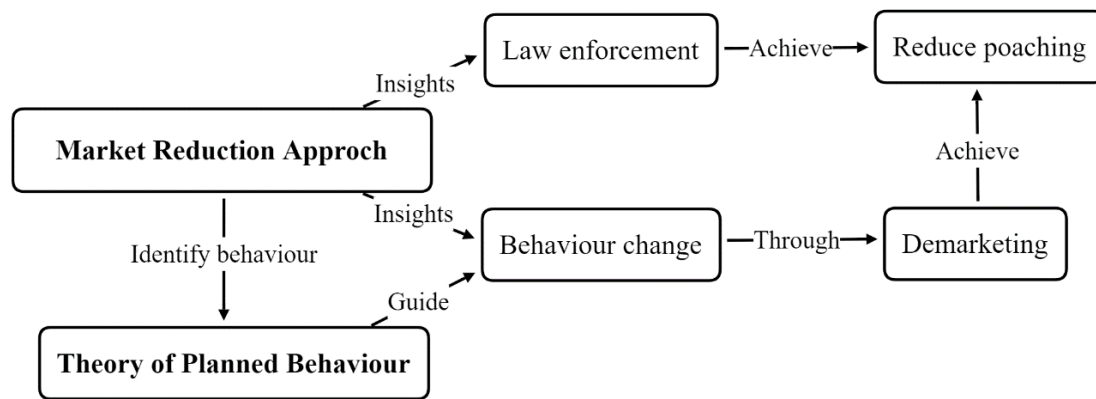 Law enforcement
Achieve
Reduce poaching
Insights
Market Reduction Approch
Achieve
Insights
Identify behaviour
Behaviour change
Through
Demarketing
Guide
Theory of Planned Behaviour